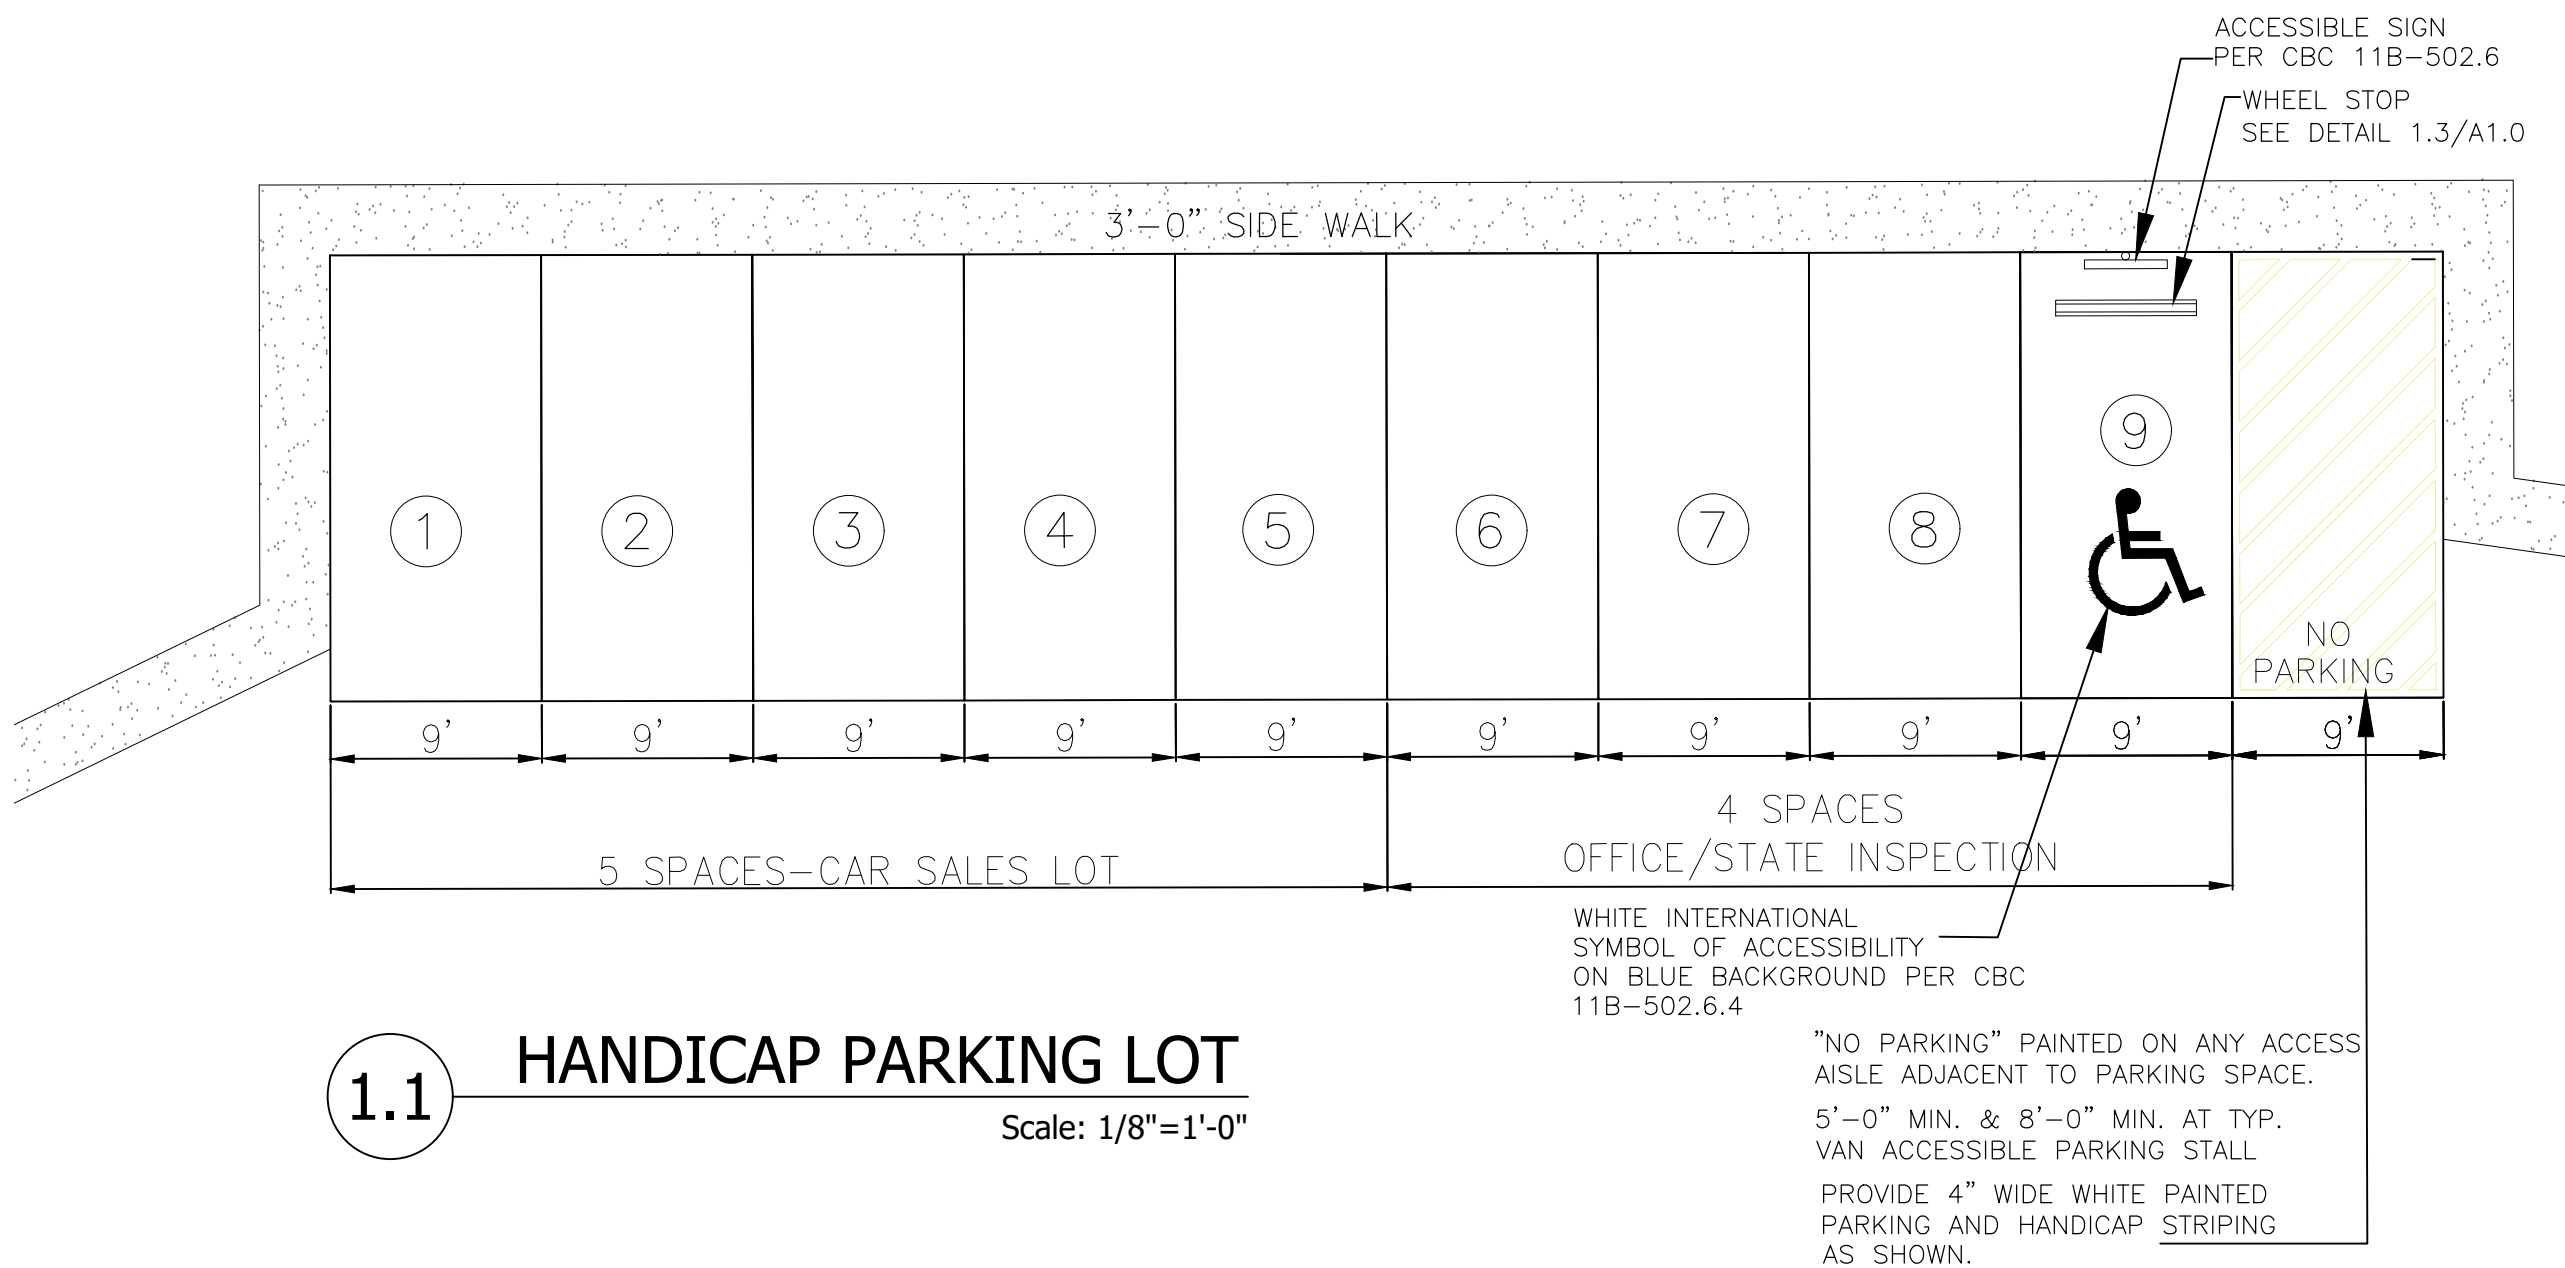 ACCESSIBLE SIGN
PER CBC 11B-502.6
WHEEL STOP
SEE DETAIL 1.3/A1.0
3'-0" SIDE WALK
1
2
3
4
5
6
7
8
9
NO
PARKING
9' 9' 9' 9' 9' 9' 9' 9' 9' 9'
5 SPACES-CAR SALES LOT
4 SPACES
OFFICE/STATE INSPECTION
WHITE INTERNATIONAL
SYMBOL OF ACCESSIBILITY
ON BLUE BACKGROUND PER CBC
11B-502.6.4
"NO PARKING" PAINTED ON ANY ACCESS
AISLE ADJACENT TO PARKING SPACE.
5'-0" MIN. & 8'-0" MIN. AT TYP.
VAN ACCESSIBLE PARKING STALL
PROVIDE 4" WIDE WHITE PAINTED
PARKING AND HANDICAP STRIPING
AS SHOWN.
1.1
HANDICAP PARKING LOT
Scale: 1/8"=1'-0"